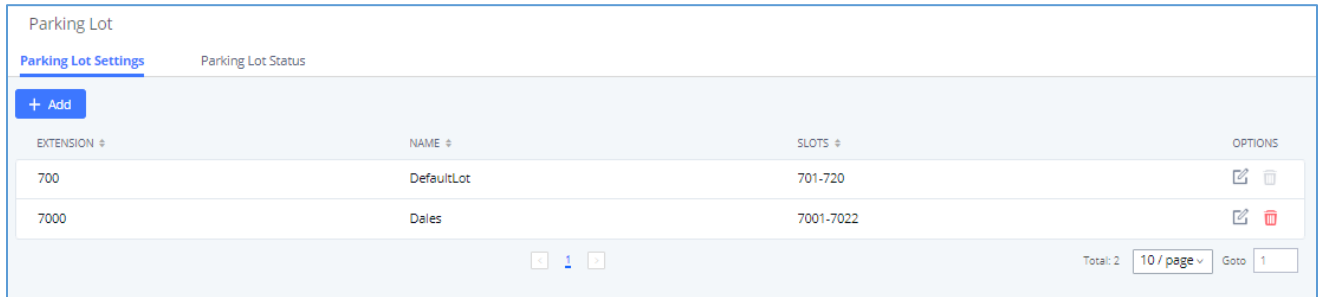 Parking Lot
Parking Lot Settings Parking Lot Status
+ Add
EXTENSION NAME SLOTS OPTIONS
700 DefaultLot 701-720
7000 Dales 7001-7022
< 1 > Total: 2 10 / page Goto 1